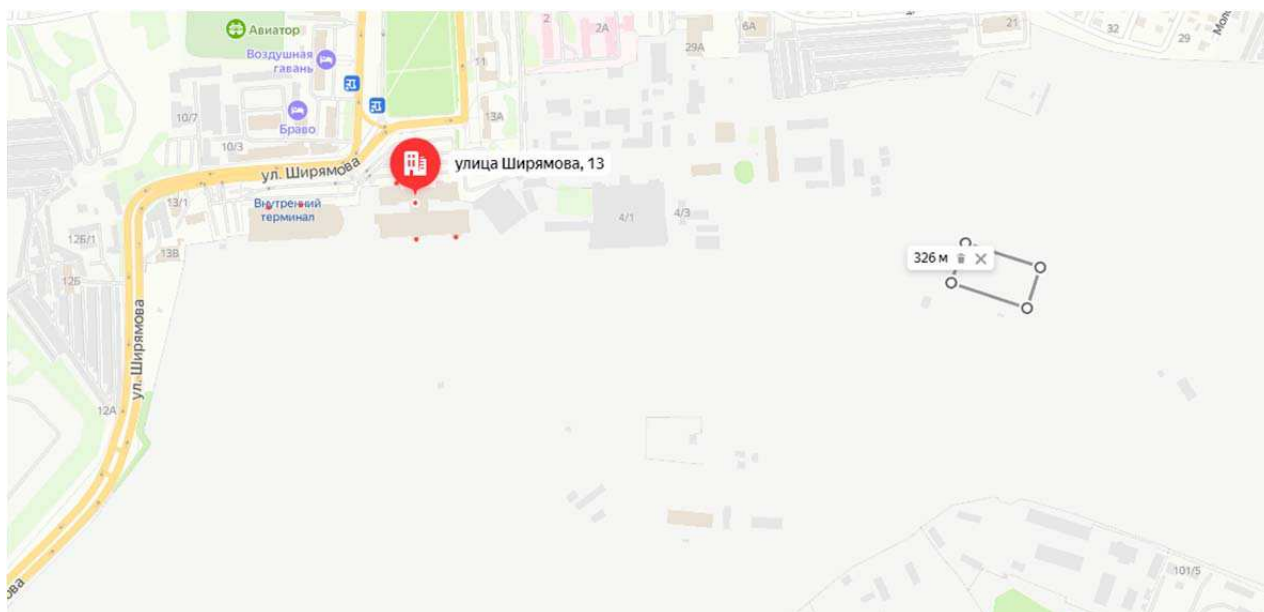 Авиатор
2
2А
6А
21
32
29
Моло
29А
Воздушная
гавань
11
10/7
Браво
13А
10/3
ул. Ширямова
улица Ширямова, 13
13/1
Внутренний
терминал
4/1
4/3
12Б/1
13В
326 м
12Б
ул. Ширямова
12А
101/5
ова